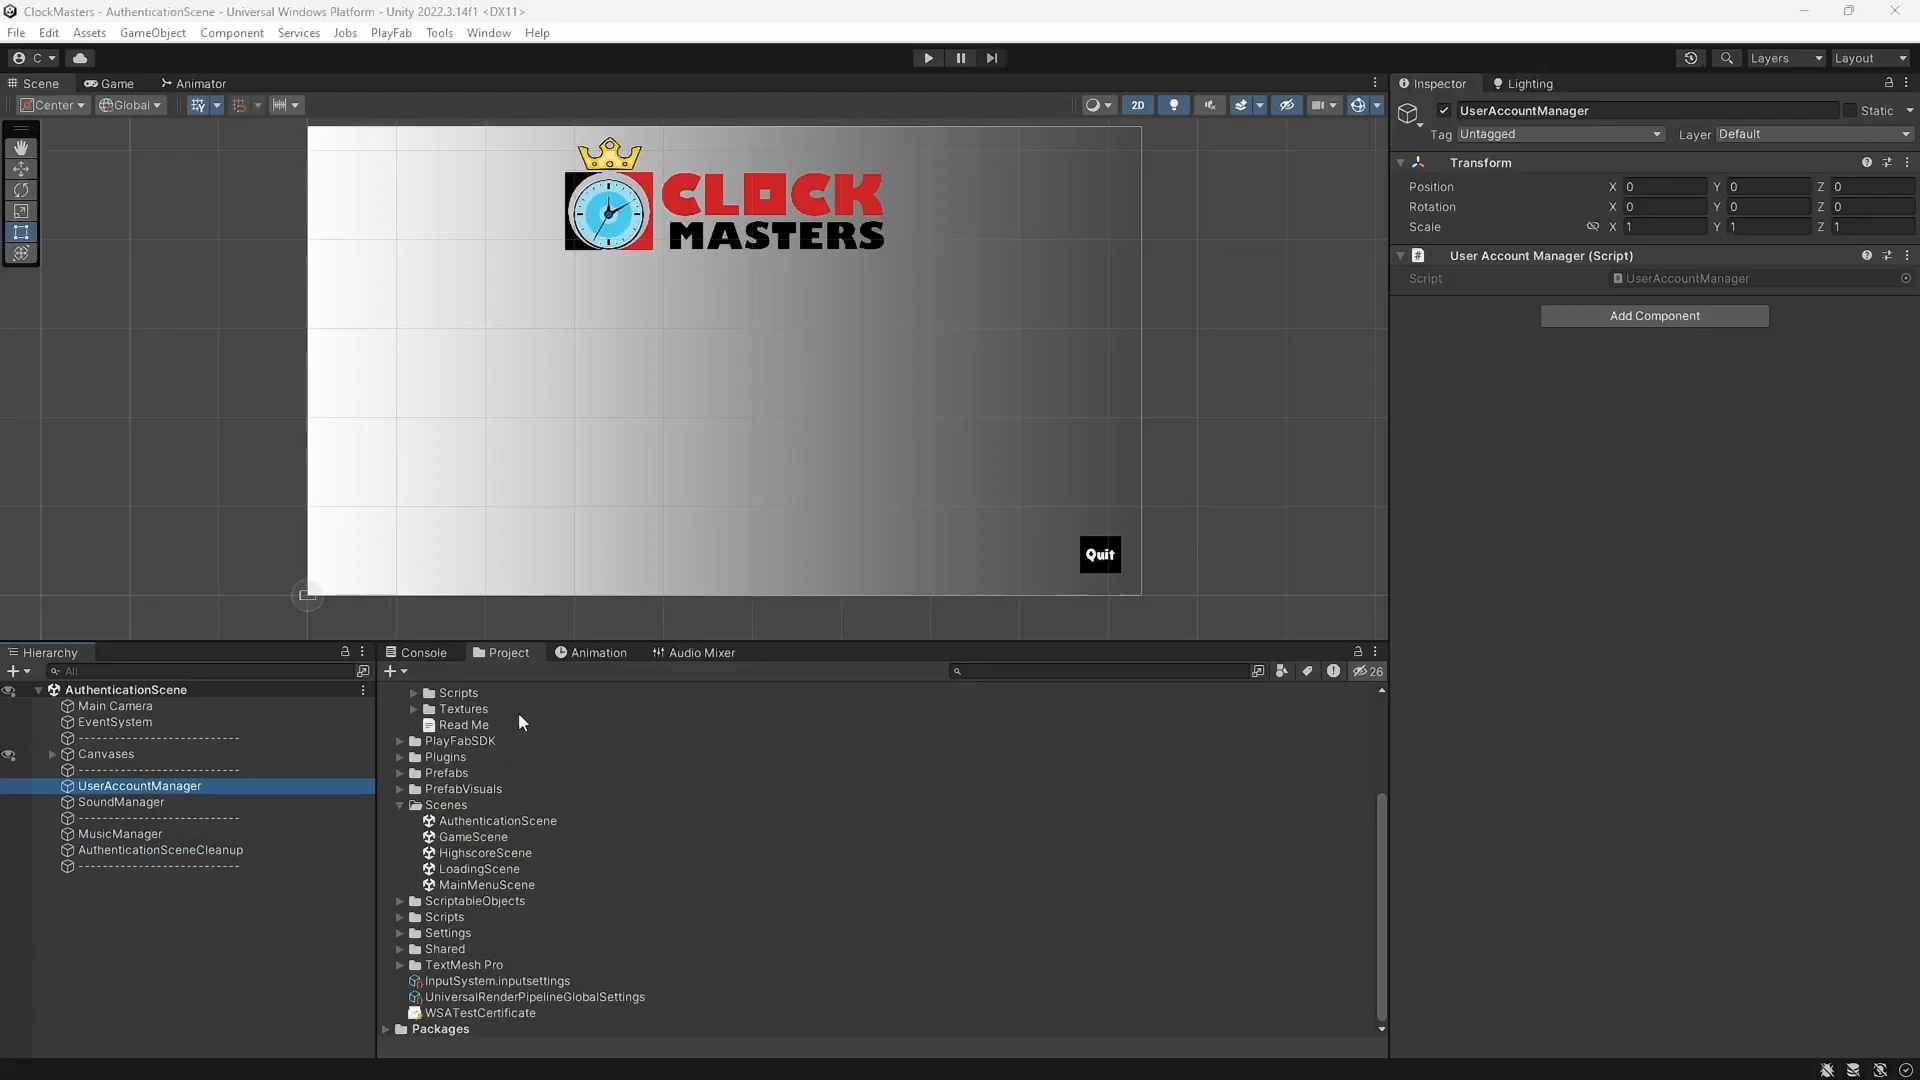 ClockMasters - AuthenticationScene - Universal Windows Platform - Unity 2022.3.14f1 <DX11>
File Edit Assets GameObject Component Services Jobs PlayFab Tools Window Help
C Layers Layout
Scene Game Animator Inspector Lighting
Center Global 2D
UserAccountManager Static
Tag Untagged Layer Default
Transform
Position X 0 Y 0 Z 0
Rotation X 0 Y 0 Z 0
Scale X 1 Y 1 Z 1
User Account Manager (Script)
Script UserAccountManager
Add Component
CLOCK
MASTERS
Quit
Hierarchy
All
AuthenticationScene
Main Camera
EventSystem
--------------------------
Canvases
--------------------------
UserAccountManager
SoundManager
--------------------------
MusicManager
AuthenticationSceneCleanup
--------------------------
Console Project Animation Audio Mixer
26
Scripts
Textures
Read Me
PlayFabSDK
Plugins
Prefabs
PrefabVisuals
Scenes
AuthenticationScene
GameScene
HighscoreScene
LoadingScene
MainMenuScene
ScriptableObjects
Scripts
Settings
Shared
TextMesh Pro
InputSystem.inputsettings
UniversalRenderPipelineGlobalSettings
WSATestCertificate
Packages